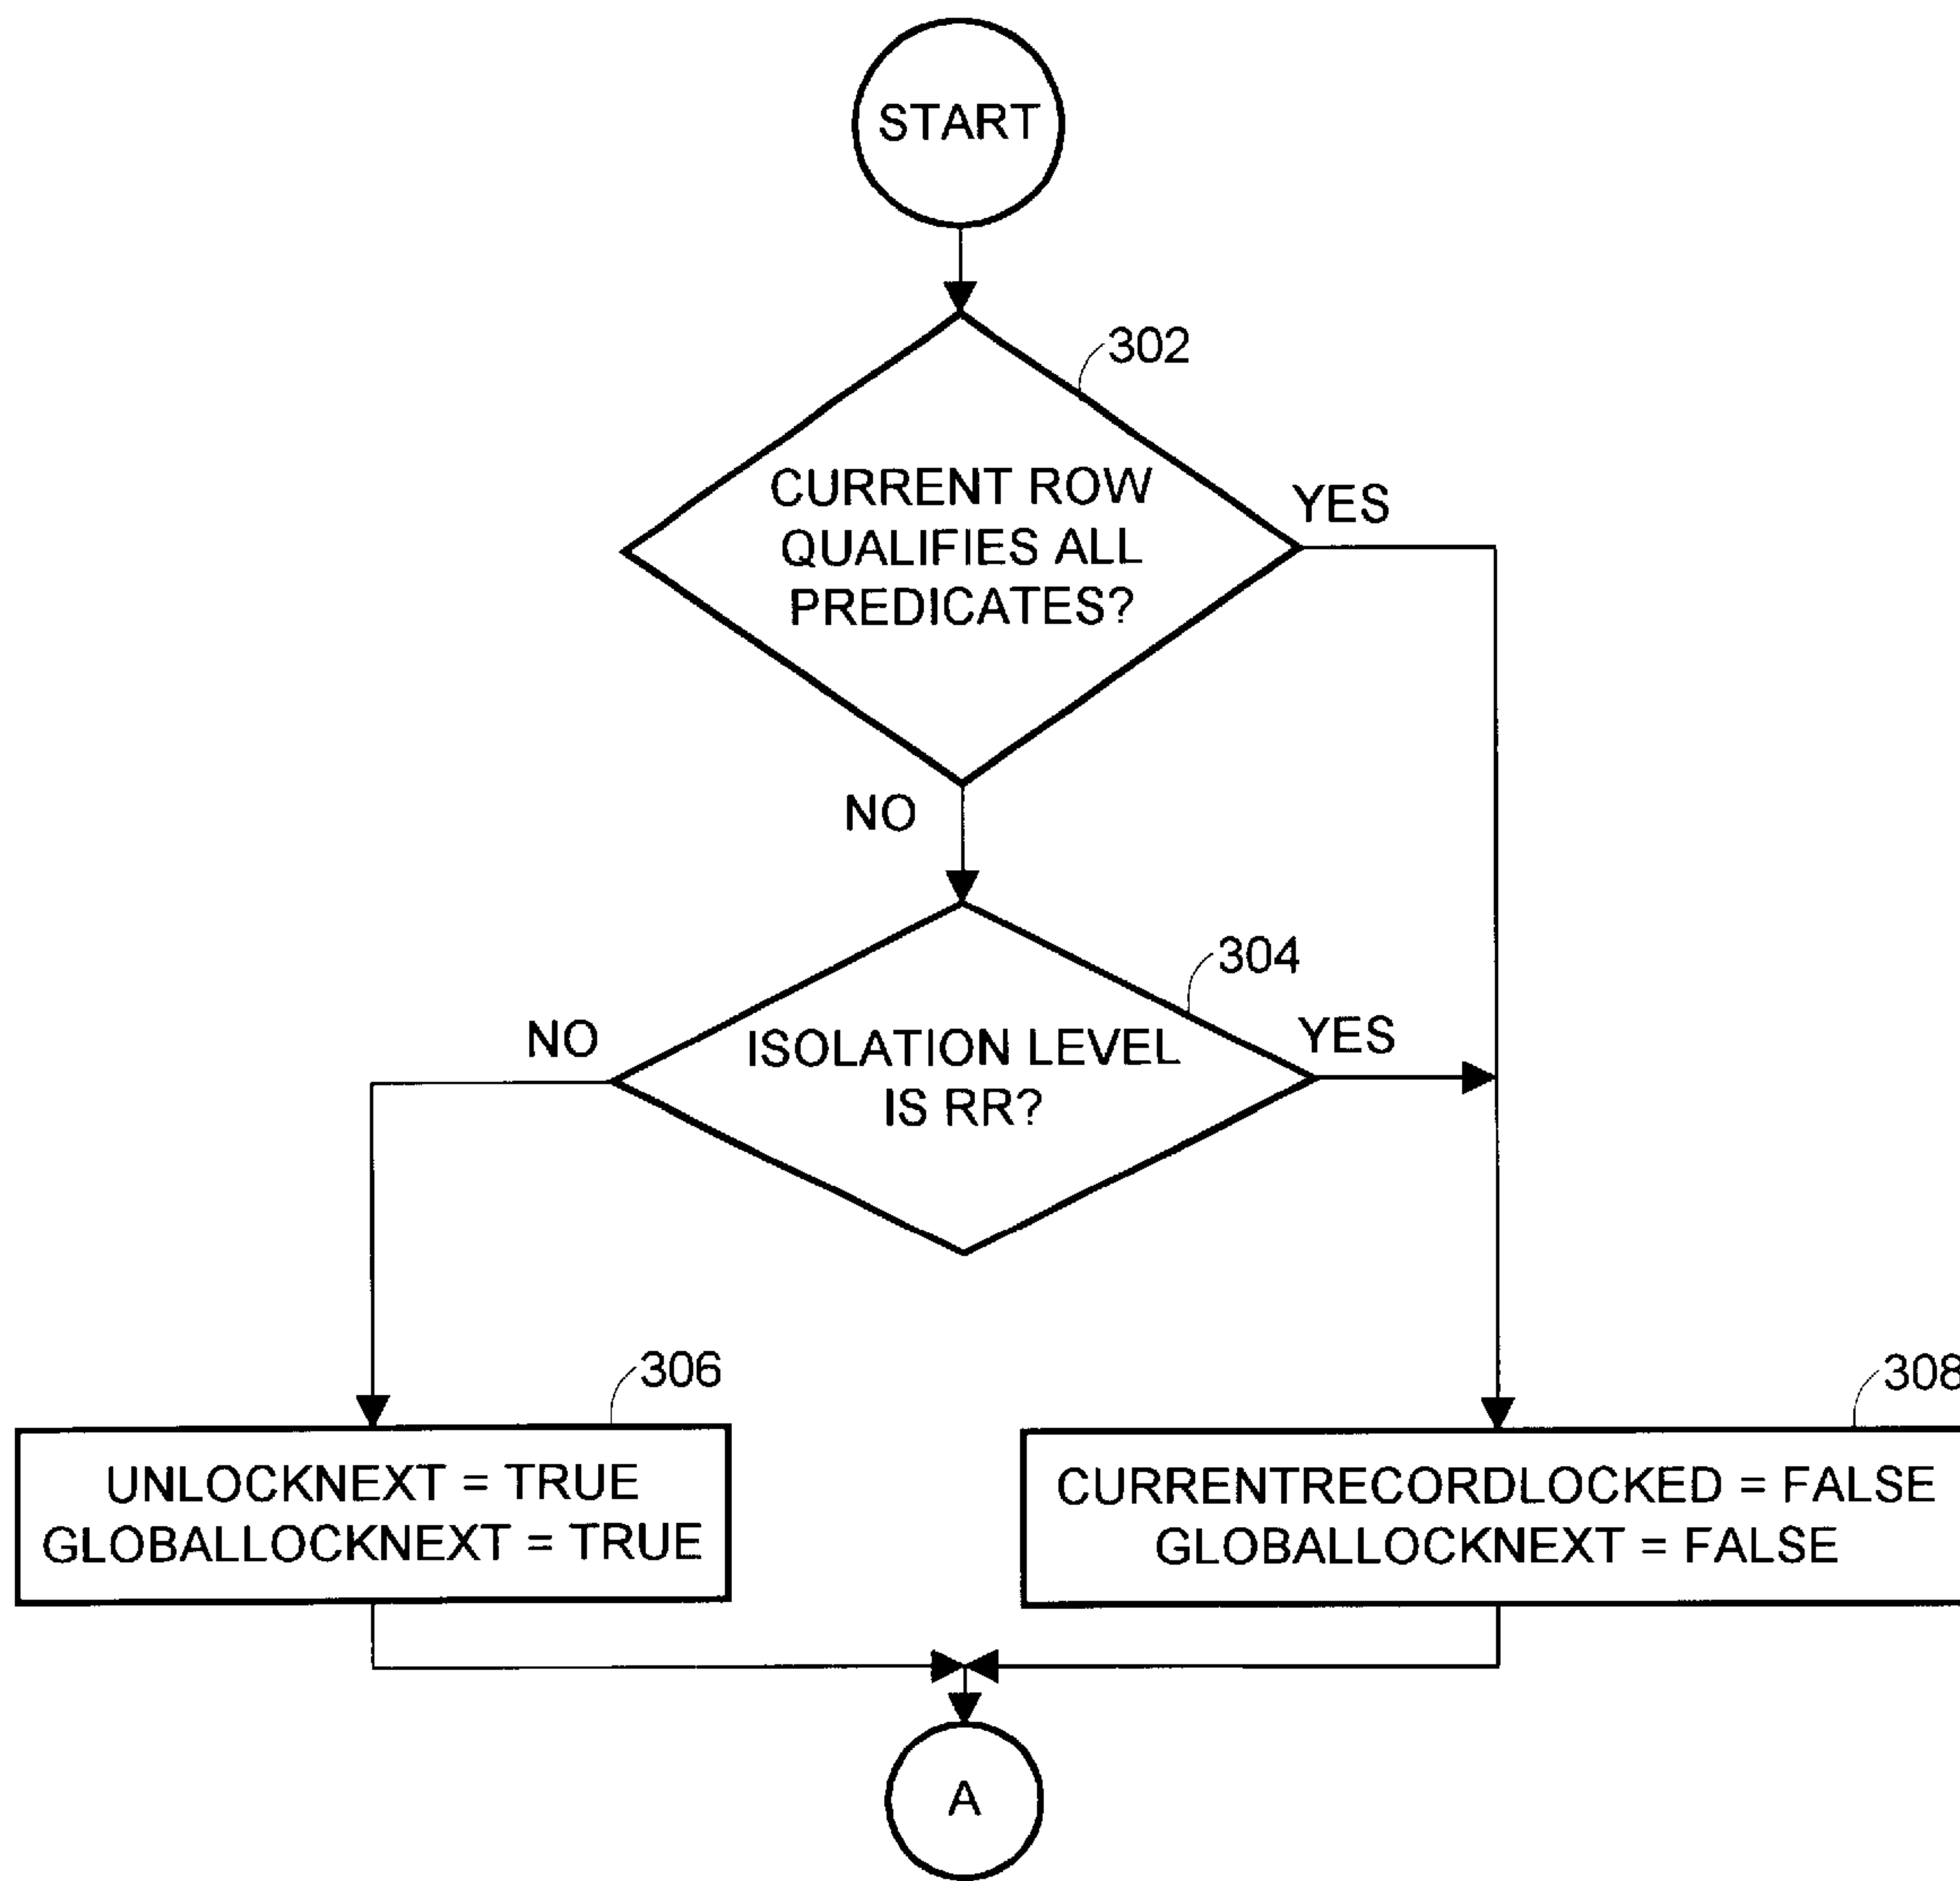 START
302
CURRENT ROW
QUALIFIES ALL
PREDICATES?
YES
NO
304
NO
ISOLATION LEVEL
IS RR?
YES
306
308
UNLOCKNEXT = TRUE
GLOBALLOCKNEXT = TRUE
CURRENTRECORDLOCKED = FALSE
GLOBALLOCKNEXT = FALSE
A